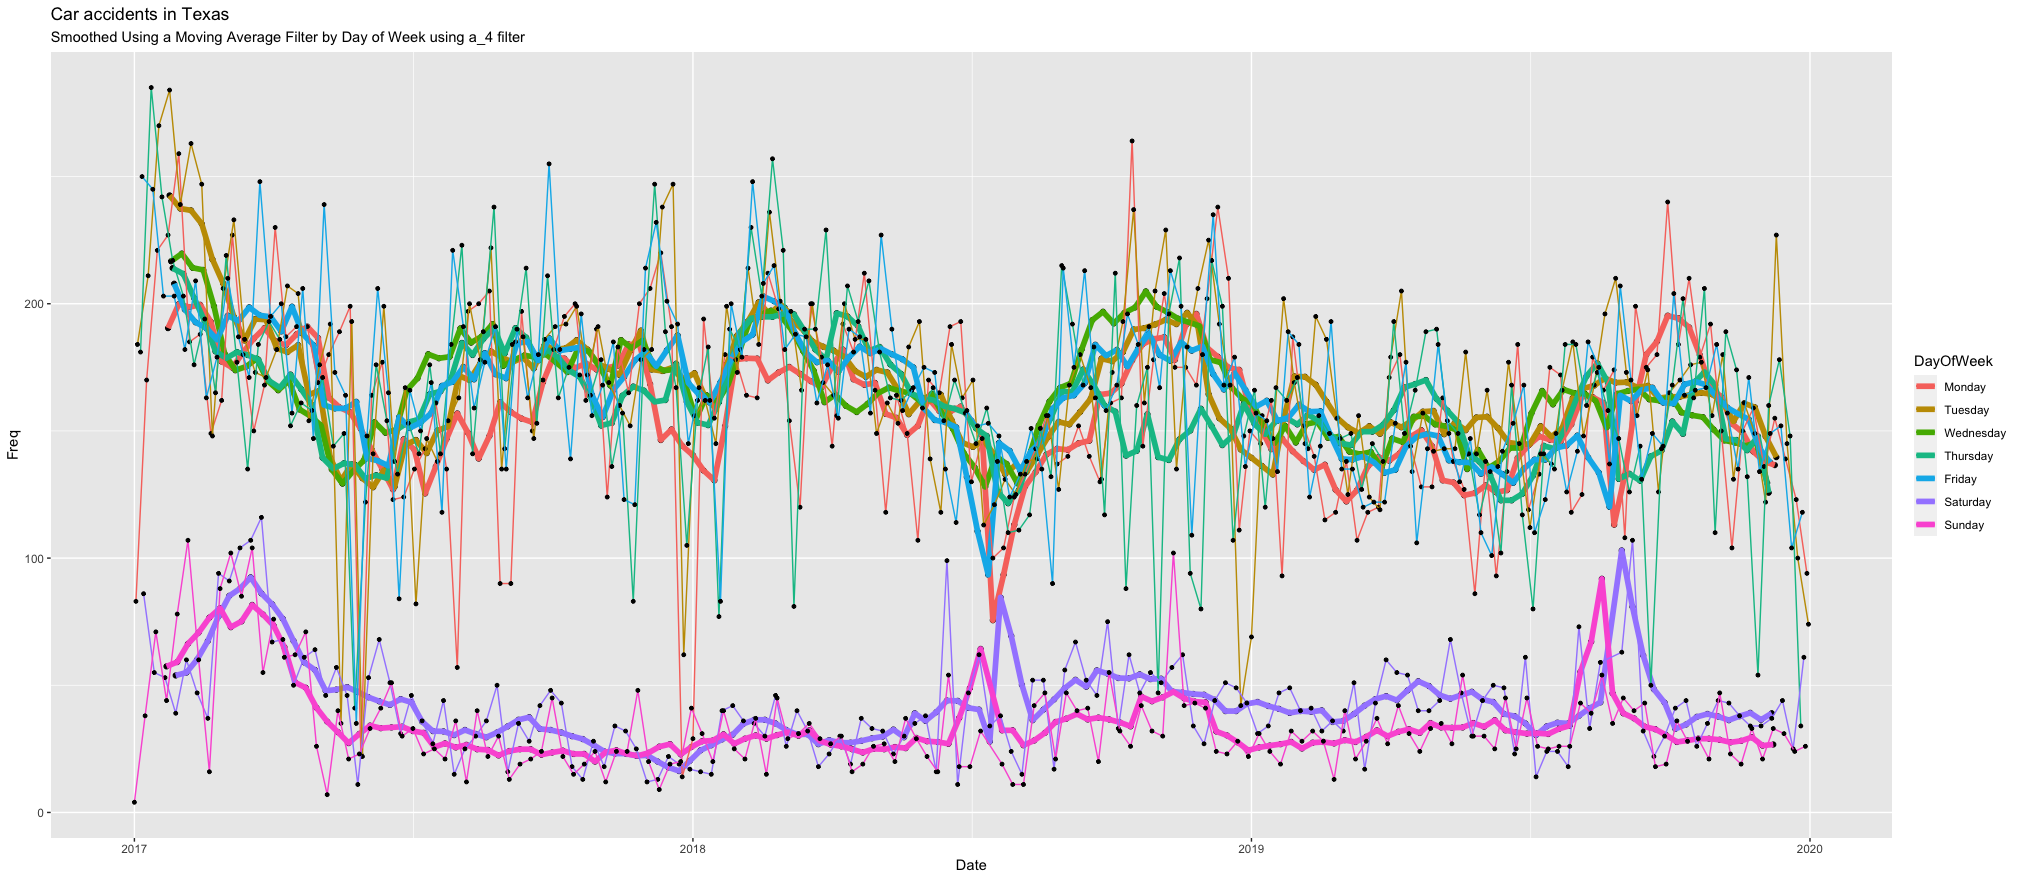 Car accidents in Texas
Smoothed Using a Moving Average Filter by Day of Week using a_4 filter
Freq
200
100
0
2017
2018
2019
2020
Date
DayOfWeek
Monday
Tuesday
Wednesday
Thursday
Friday
Saturday
Sunday